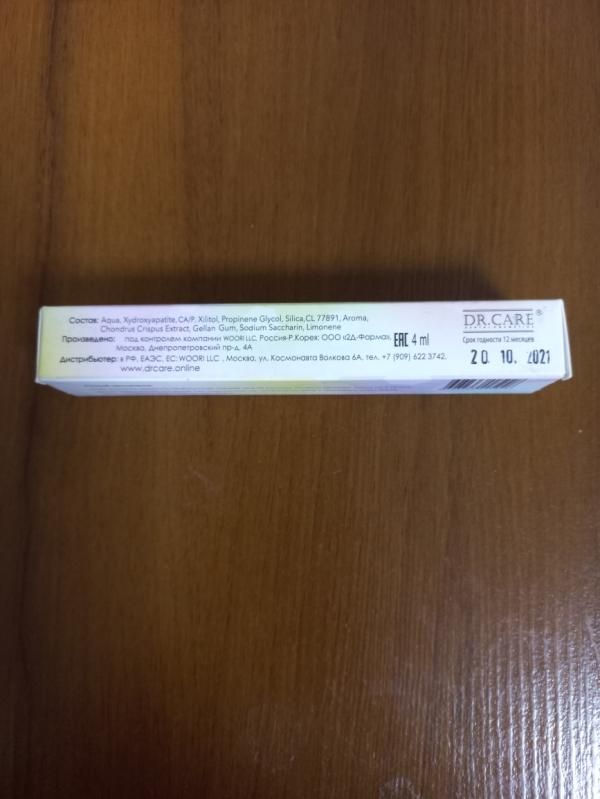 Состав: Aqua, Xydroxyapatite, CA/P, Xilitol, Propinene Glycol, Silica, CL 77891, Aroma,
Chondrus Crispus Extract, Gellan Gum, Sodium Saccharin, Limonene
Произведено: под контролем компании WOORI LLC, Россия-Р.Корея: ООО «2Д-Фарма»,
Москва, Днепропетровский пр-д, 4А
EAC 4 ml
Дистрибьютер: в РФ, ЕАЭС, ЕС: WOORI LLC , Москва, ул. Космонавта Волкова 6А, тел. +7 (909) 622 3742,
www.drcare.online
DR.CARE®
Срок годности 12 месяцев
20. 10. 2021